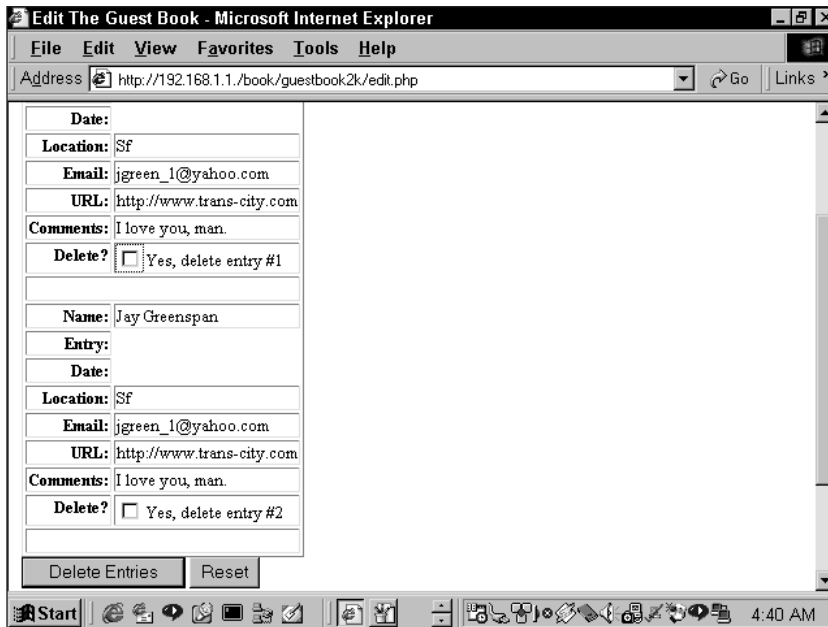 Edit The Guest Book - Microsoft Internet Explorer
File Edit View Favorites Tools Help
Address http://192.168.1.1./book/guestbook2k/edit.php Go Links
Date:
Location: Sf
Email: jgreen_1@yahoo.com
URL: http://www.trans-city.com
Comments: I love you, man.
Delete? Yes, delete entry #1
Name: Jay Greenspan
Entry:
Date:
Location: Sf
Email: jgreen_1@yahoo.com
URL: http://www.trans-city.com
Comments: I love you, man.
Delete? Yes, delete entry #2
Delete Entries Reset
Start 4:40 AM